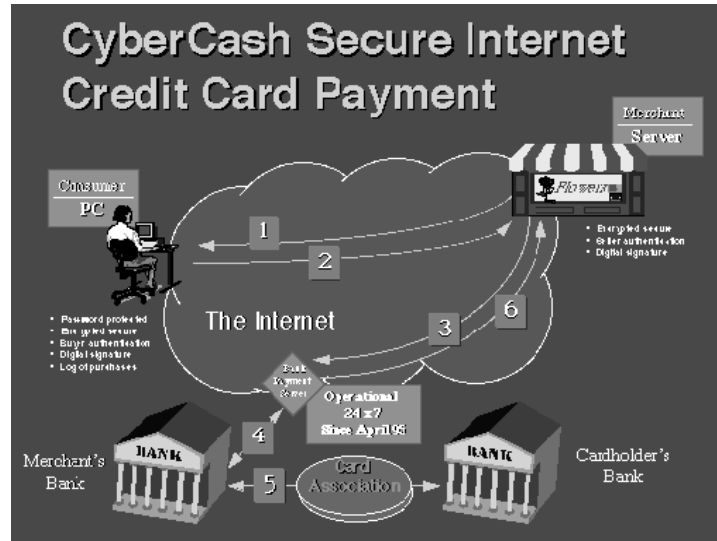 CyberCash Secure Internet
Credit Card Payment
Merchant
Server
Consumer
PC
Flowers
1
2
• Encrypted secure
• Seller authentication
• Digital signature
• Password protected
• Encrypted secure
• Buyer authentication
• Digital signature
• Log of purchases
The Internet
3
6
Bank
Payment
Server
Operational
24 x7
Since April 95
4
BANK
BANK
Merchant's
Bank
5
Card
Association
Cardholder's
Bank